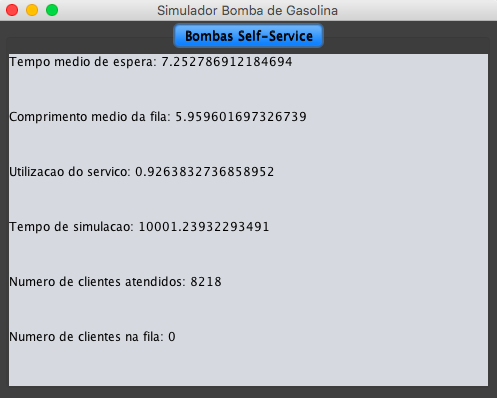 Simulador Bomba de Gasolina
Bombas Self-Service
Tempo medio de espera: 7.252786912184694
Comprimento medio da fila: 5.959601697326739
Utilizacao do servico: 0.9263832736858952
Tempo de simulacao: 10001.23932293491
Numero de clientes atendidos: 8218
Numero de clientes na fila: 0